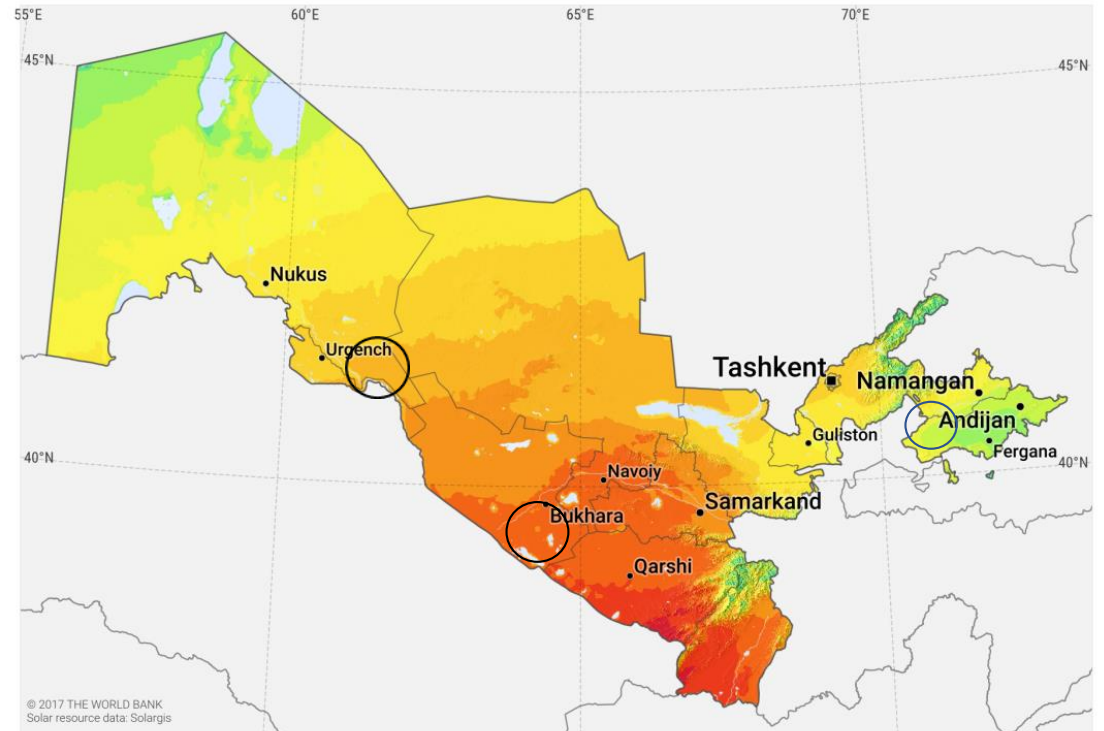 55°E
60°E
65°E
70°E
45°N
45°N
Nukus
Urgench
Tashkent
Namangan
Andijan
Guliston
Fergana
40°N
40°N
Navoiy
Samarkand
Bukhara
Qarshi
© 2017 THE WORLD BANK
Solar resource data: Solargis